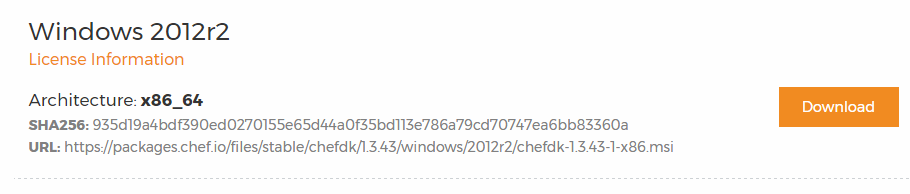 Windows 2012r2
License Information
Architecture: x86_64
Download
SHA256: 935d19a4bdf390ed0270155e65d44a0f35bd113e786a79cd70747ea6bb83360a
URL: https://packages.chef.io/files/stable/chefdk/1.3.43/windows/2012r2/chefdk-1.3.43-1-x86.msi